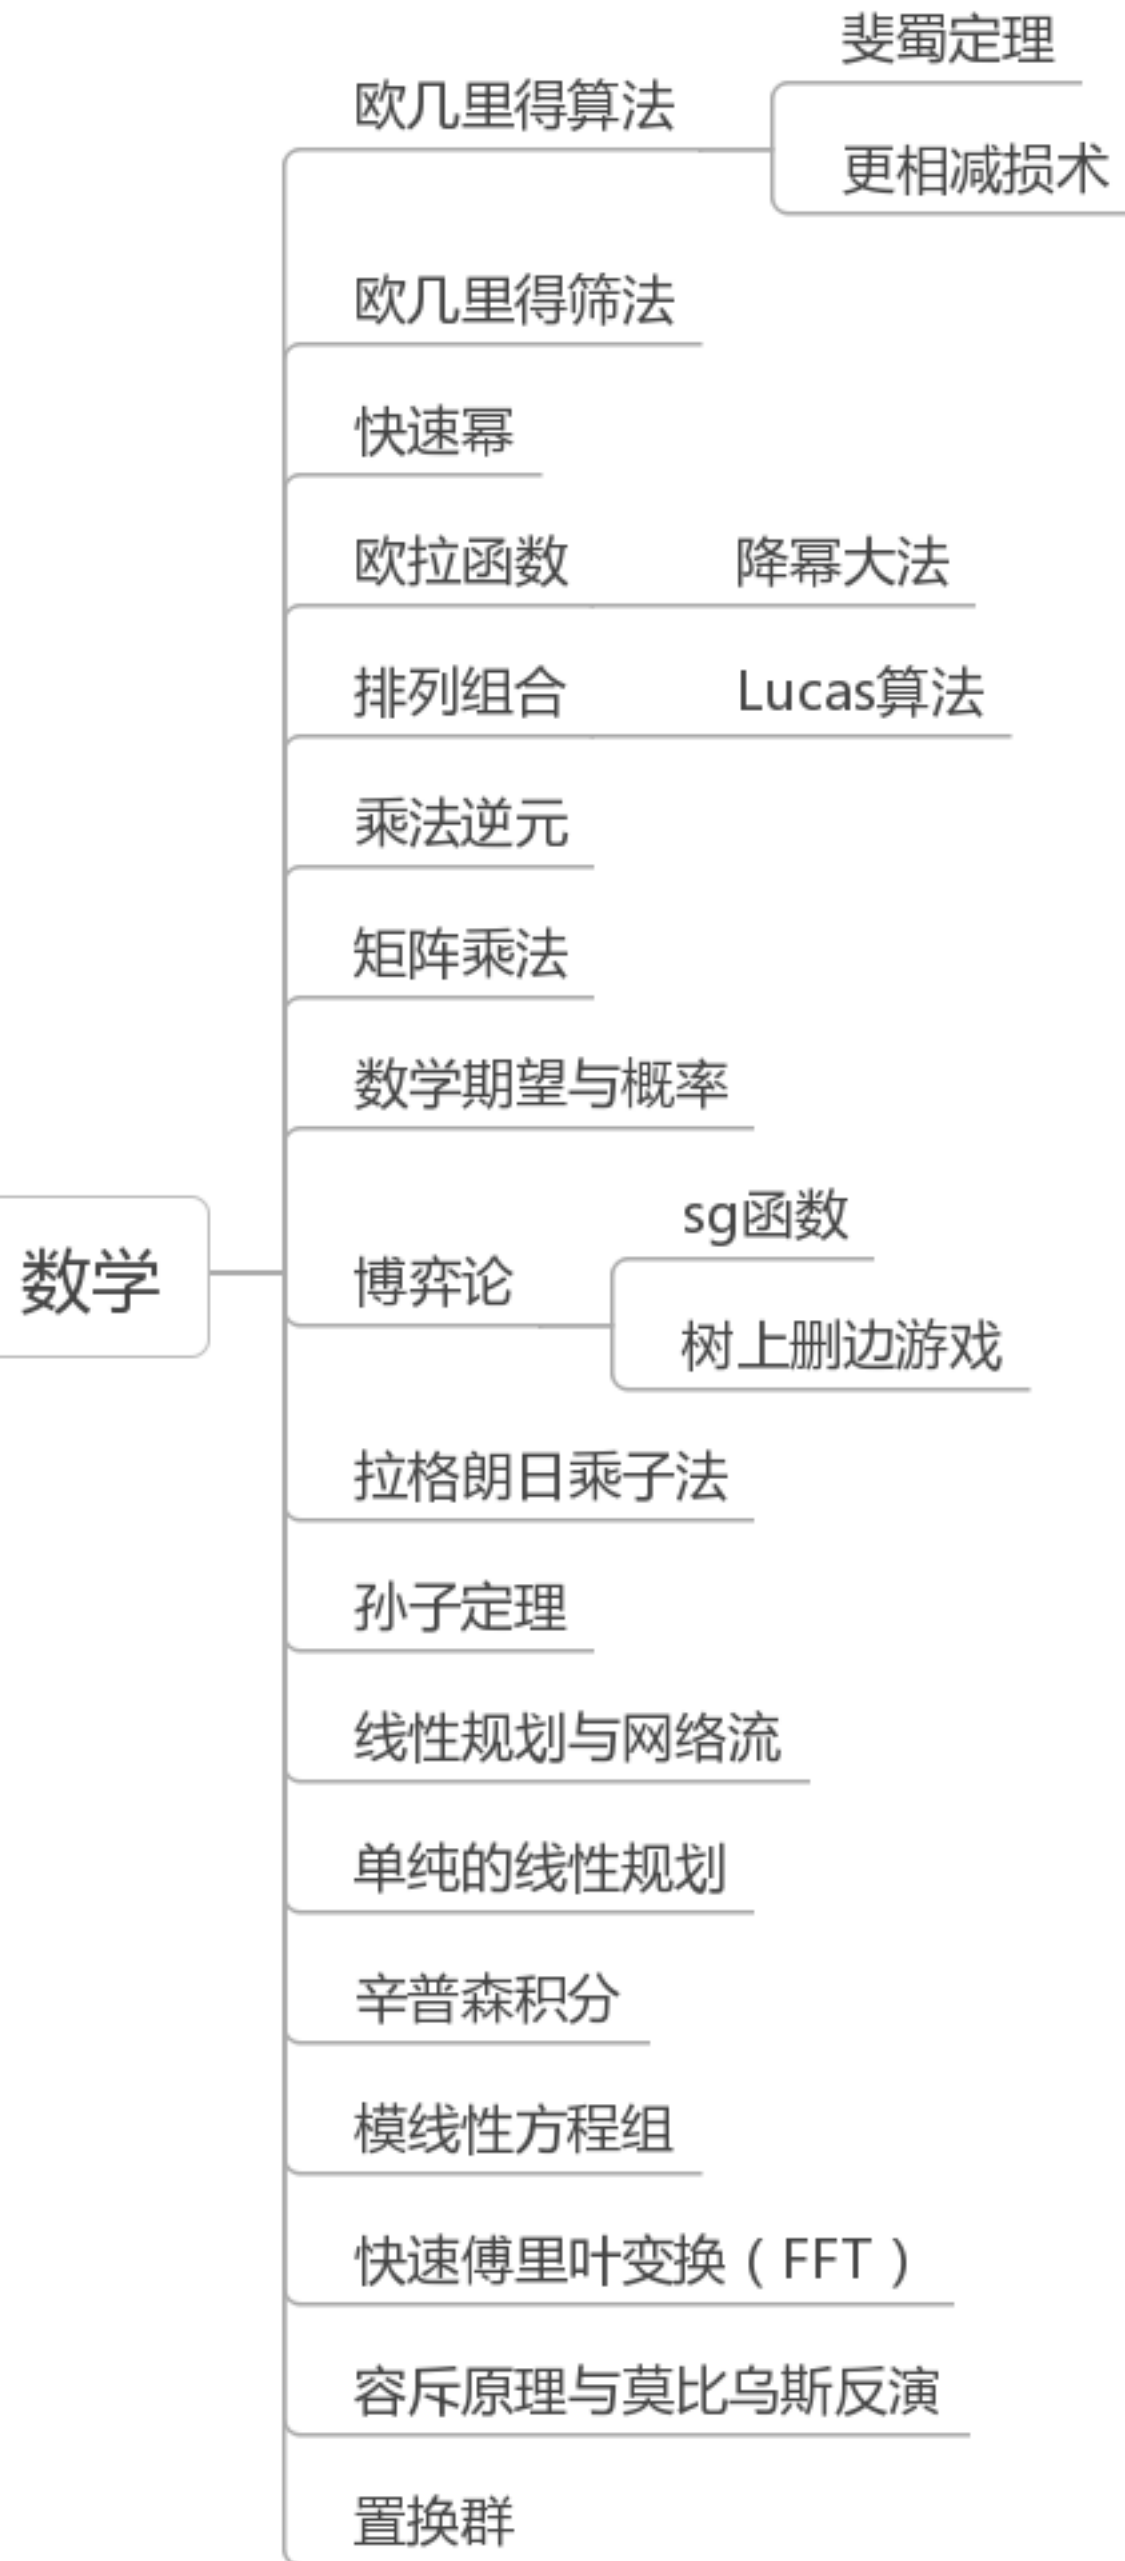 斐蜀定理
欧几里得算法
更相减损术
欧几里得筛法
快速幂
欧拉函数 降幂大法
排列组合 Lucas算法
乘法逆元
矩阵乘法
数学期望与概率
sg函数
数学
博弈论
树上删边游戏
拉格朗日乘子法
孙子定理
线性规划与网络流
单纯的线性规划
辛普森积分
模线性方程组
快速傅里叶变换（FFT）
容斥原理与莫比乌斯反演
置换群